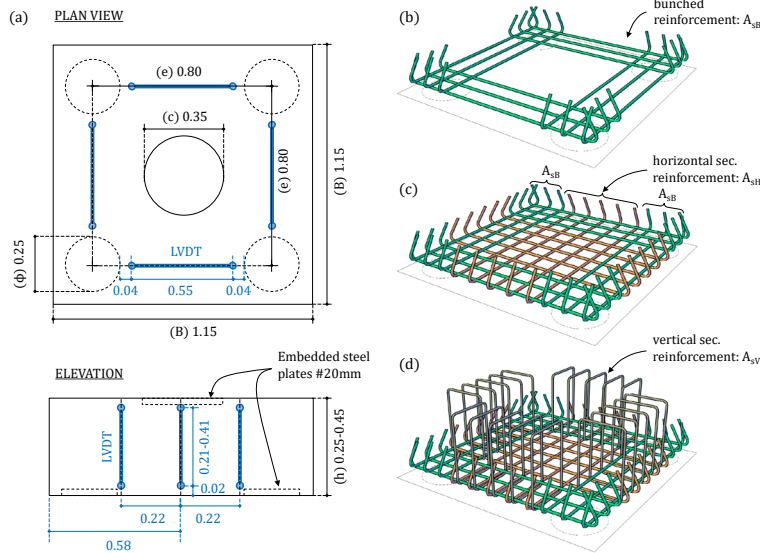 (a)
PLAN VIEW
(e) 0.80
(c) 0.35
(e) 0.80
(B) 1.15
(ϕ) 0.25
LVDT
0.04
0.55
0.04
(B) 1.15
ELEVATION
Embedded steel
plates #20mm
LVDT
0.21-0.41
0.02
(h) 0.25-0.45
0.22
0.22
0.58
(b)
bunched
reinforcement: AsB
(c)
horizontal sec.
reinforcement: AsH
AsB
AsB
(d)
vertical sec.
reinforcement: AsV